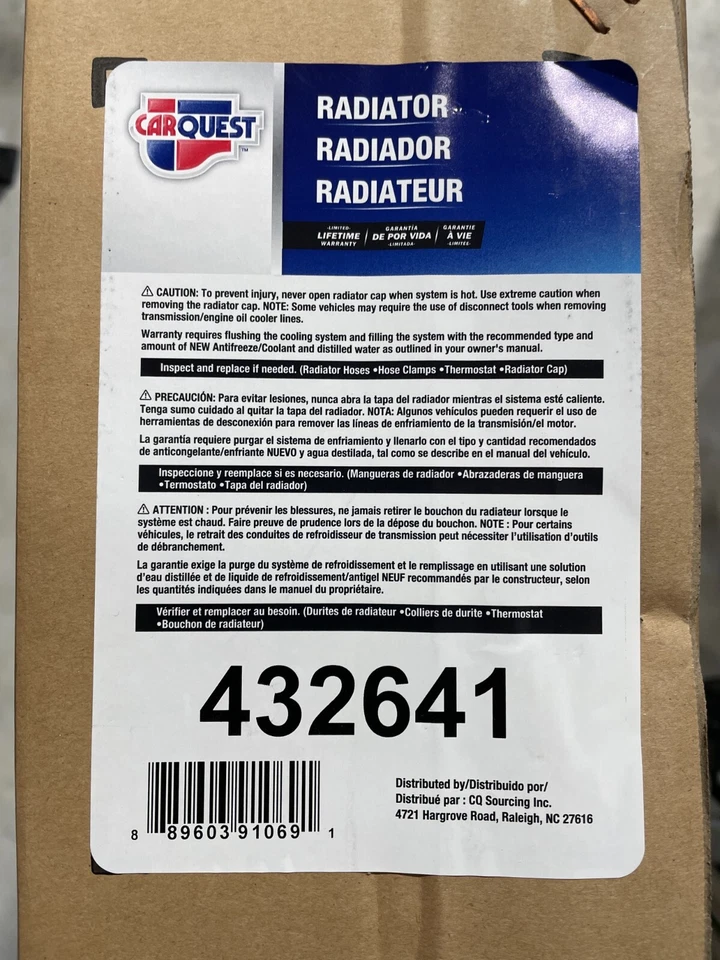 CARQUEST
TM
RADIATOR
RADIADOR
RADIATEUR
-LIMITED- LIFETIME WARRANTY
GARANTÍA DE POR VIDA -LIMITADA-
GARANTIE À VIE -LIMITÉE-
⚠ CAUTION: To prevent injury, never open radiator cap when system is hot. Use extreme caution when
removing the radiator cap. NOTE: Some vehicles may require the use of disconnect tools when removing
transmission/engine oil cooler lines.
Warranty requires flushing the cooling system and filling the system with the recommended type and
amount of NEW Antifreeze/Coolant and distilled water as outlined in your owner's manual.
Inspect and replace if needed. (Radiator Hoses •Hose Clamps •Thermostat •Radiator Cap)
⚠ PRECAUCIÓN: Para evitar lesiones, nunca abra la tapa del radiador mientras el sistema esté caliente.
Tenga sumo cuidado al quitar la tapa del radiador. NOTA: Algunos vehículos pueden requerir el uso de
herramientas de desconexión para remover las líneas de enfriamiento de la transmisión/el motor.
La garantía requiere purgar el sistema de enfriamiento y llenarlo con el tipo y cantidad recomendados
de anticongelante/enfriante NUEVO y agua destilada, tal como se describe en el manual del vehículo.
Inspeccione y reemplace si es necesario. (Mangueras de radiador •Abrazaderas de manguera
•Termostato •Tapa del radiador)
⚠ ATTENTION : Pour prévenir les blessures, ne jamais retirer le bouchon du radiateur lorsque le
système est chaud. Faire preuve de prudence lors de la dépose du bouchon. NOTE : Pour certains
véhicules, le retrait des conduites de refroidisseur de transmission peut nécessiter l'utilisation d'outils
de débranchement.
La garantie exige la purge du système de refroidissement et le remplissage en utilisant une solution
d'eau distillée et de liquide de refroidissement/antigel NEUF recommandés par le constructeur, selon
les quantités indiquées dans le manuel du propriétaire.
Vérifier et remplacer au besoin. (Durites de radiateur •Colliers de durite •Thermostat
•Bouchon de radiateur)
432641
Distributed by/Distribuido por/
Distribué par : CQ Sourcing Inc.
4721 Hargrove Road, Raleigh, NC 27616
8 89603 91069 1